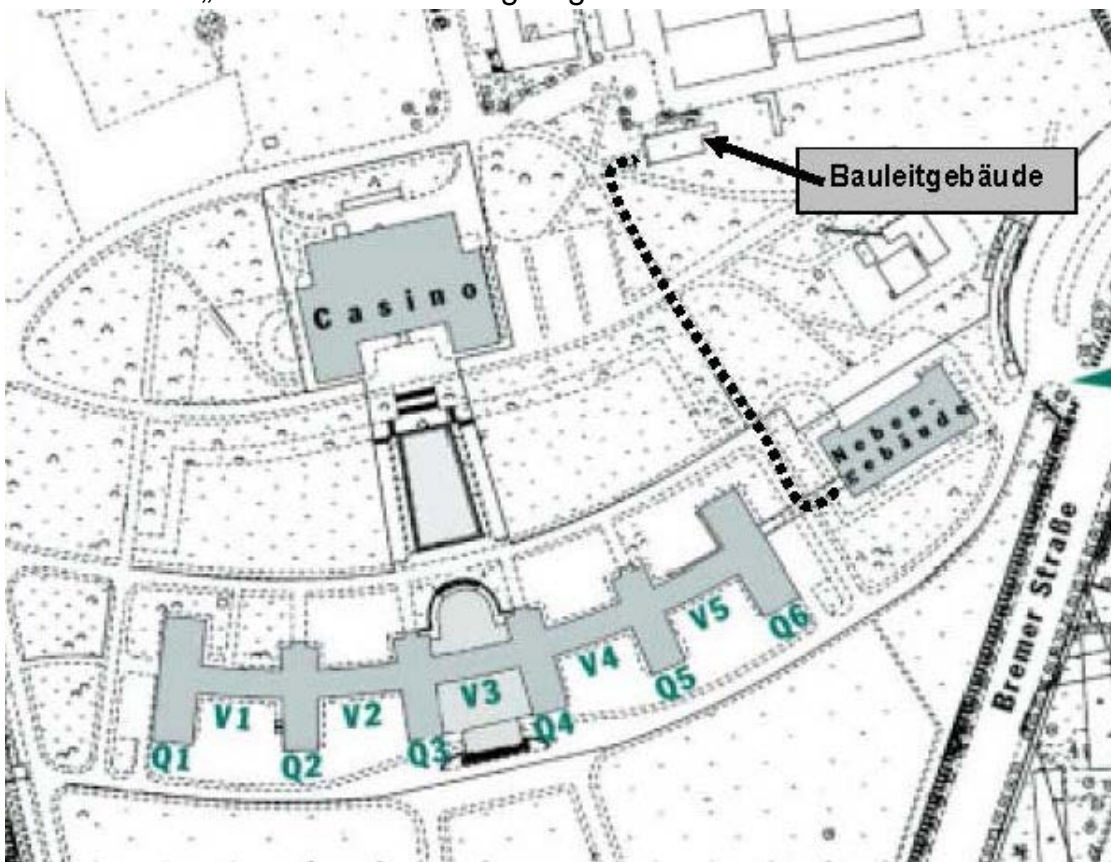 Bauleitgebäude
Casino
Neben-
gebäude
Bremer Straße
V5
Q6
V4
Q5
V3
Q4
V2
Q3
V1
Q2
Q1